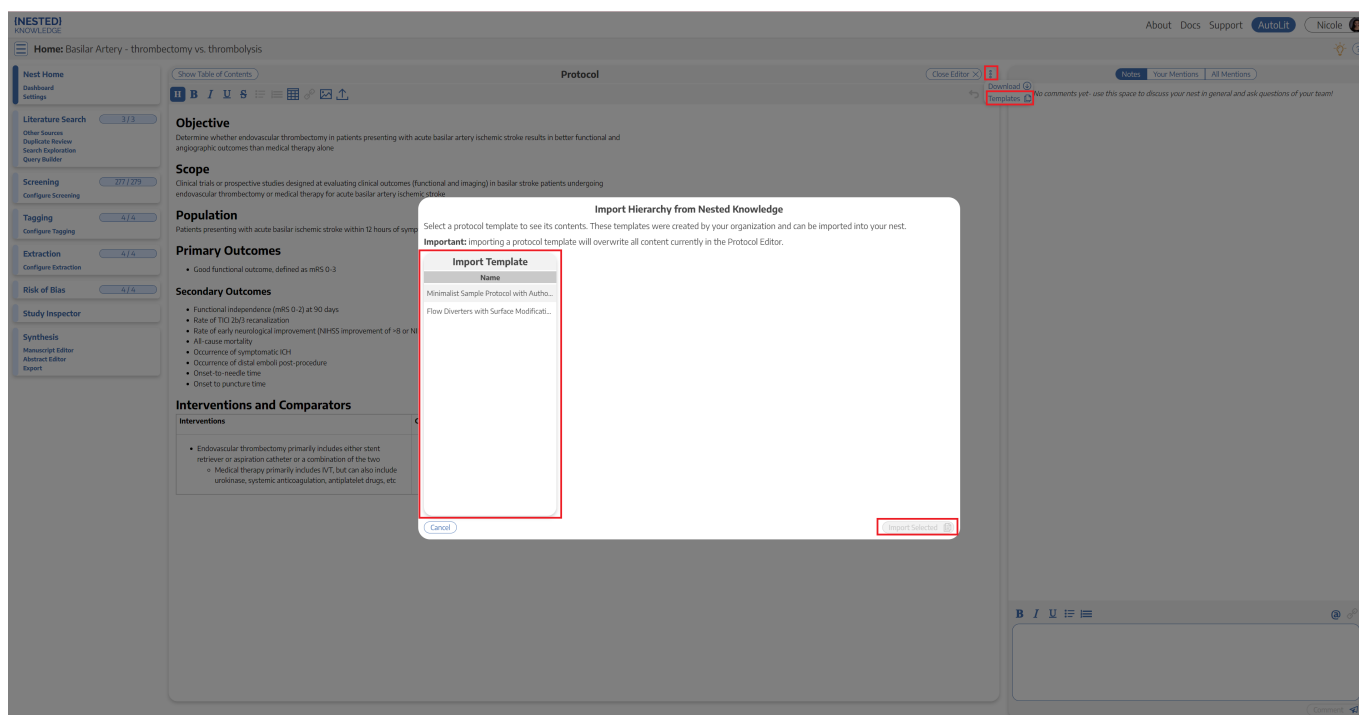 {NESTED}
KNOWLEDGE
About Docs Support AutoLit Nicole
Home: Basilar Artery - thrombectomy vs. thrombolysis
Nest Home
Dashboard
Settings
Literature Search 3/3
Other Sources
Duplicate Review
Search Exploration
Query Builder
Screening 277/279
Configure Screening
Tagging 4/4
Configure Tagging
Extraction 4/4
Configure Extraction
Risk of Bias 4/4
Study Inspector
Synthesis
Manuscript Editor
Abstract Editor
Export
Show Table of Contents
Protocol
Close Editor X
Download
Templates
H B I U S
Objective
Determine whether endovascular thrombectomy in patients presenting with acute basilar artery ischemic stroke results in better functional and
angiographic outcomes than medical therapy alone
Scope
Clinical trials or prospective studies designed at evaluating clinical outcomes (functional and imaging) in basilar stroke patients undergoing
endovascular thrombectomy or medical therapy for acute basilar artery ischemic stroke
Population
Patients presenting with acute basilar ischemic stroke within 12 hours of symp
Primary Outcomes
• Good functional outcome, defined as mRS 0-3
Secondary Outcomes
• Functional independence (mRS 0-2) at 90 days
• Rate of TICI 2b/3 recanalization
• Rate of early neurological improvement (NIHSS improvement of >8 or NI
• All-cause mortality
• Occurrence of symptomatic ICH
• Occurrence of distal emboli post-procedure
• Onset-to-needle time
• Onset to puncture time
Interventions and Comparators
Interventions
• Endovascular thrombectomy primarily includes either stent
retriever or aspiration catheter or a combination of the two
Medical therapy primarily includes IVT, but can also include
urokinase, systemic anticoagulation, antiplatelet drugs, etc
Import Hierarchy from Nested Knowledge
Select a protocol template to see its contents. These templates were created by your organization and can be imported into your nest.
Important: importing a protocol template will overwrite all content currently in the Protocol Editor.
Import Template
Name
Minimalist Sample Protocol with Autho...
Flow Diverters with Surface Modificati...
Cancel
Import Selected
Notes Your Mentions All Mentions
No comments yet- use this space to discuss your nest in general and ask questions of your team!
B I U
@
Comment